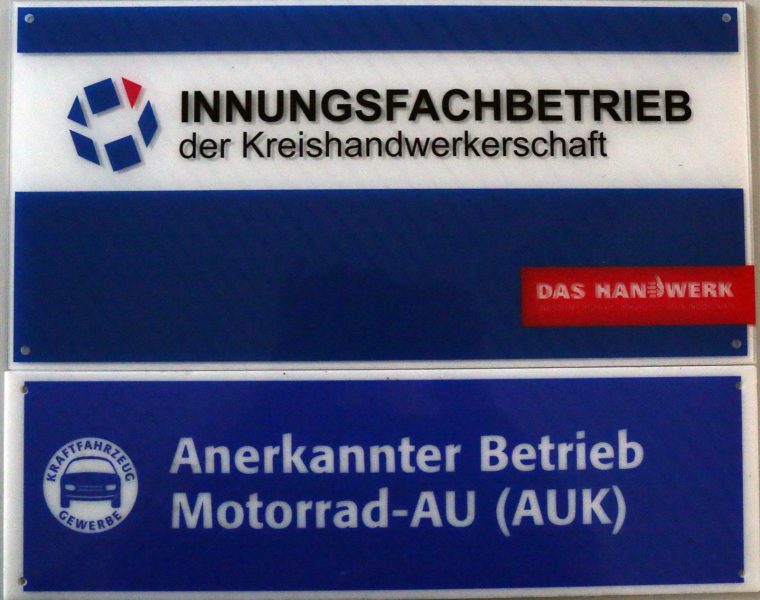 INNUNGSFACHBETRIEB
der Kreishandwerkerschaft
DAS HANDWERK
KRAFTFAHRZEUG
GEWERBE
Anerkannter Betrieb
Motorrad-AU (AUK)